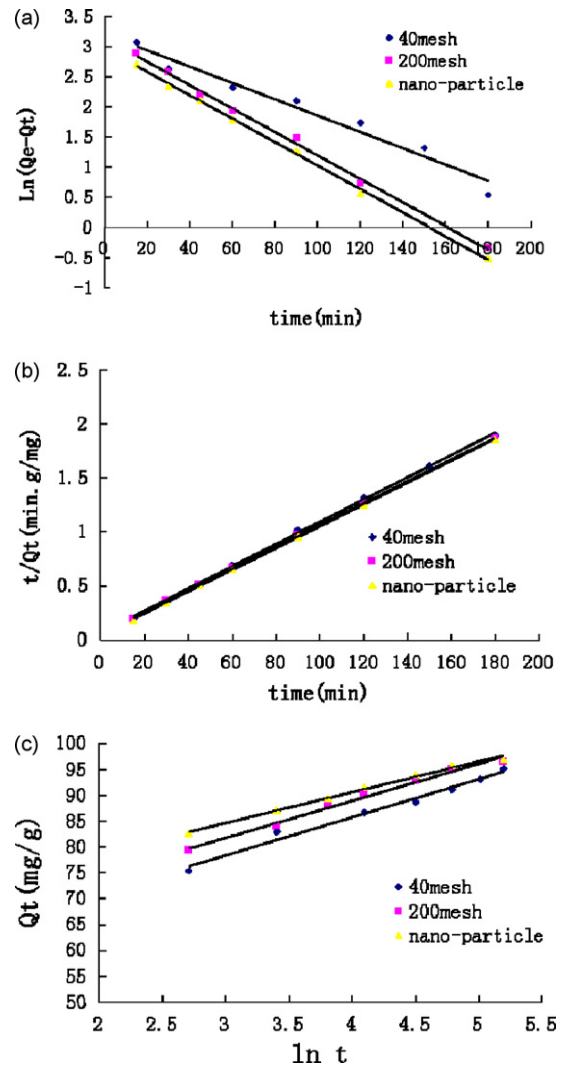 (a)
3.5
3
2.5
2
1.5
1
0.5
0
-0.5
-1
Ln(Qe-Qt)
40mesh
200mesh
nano-particle
20 40 60 80 100 120 140 160 180 200
time(min)
(b)
2.5
2
1.5
1
0.5
0
t/Qt(min.g/mg)
40mesh
200mesh
nano-particle
0 20 40 60 80 100 120 140 160 180 200
time(min)
(c)
100
95
90
85
80
75
70
65
60
55
50
Qt(mg/g)
40mesh
200mesh
nano-particle
2 2.5 3 3.5 4 4.5 5 5.5
ln t